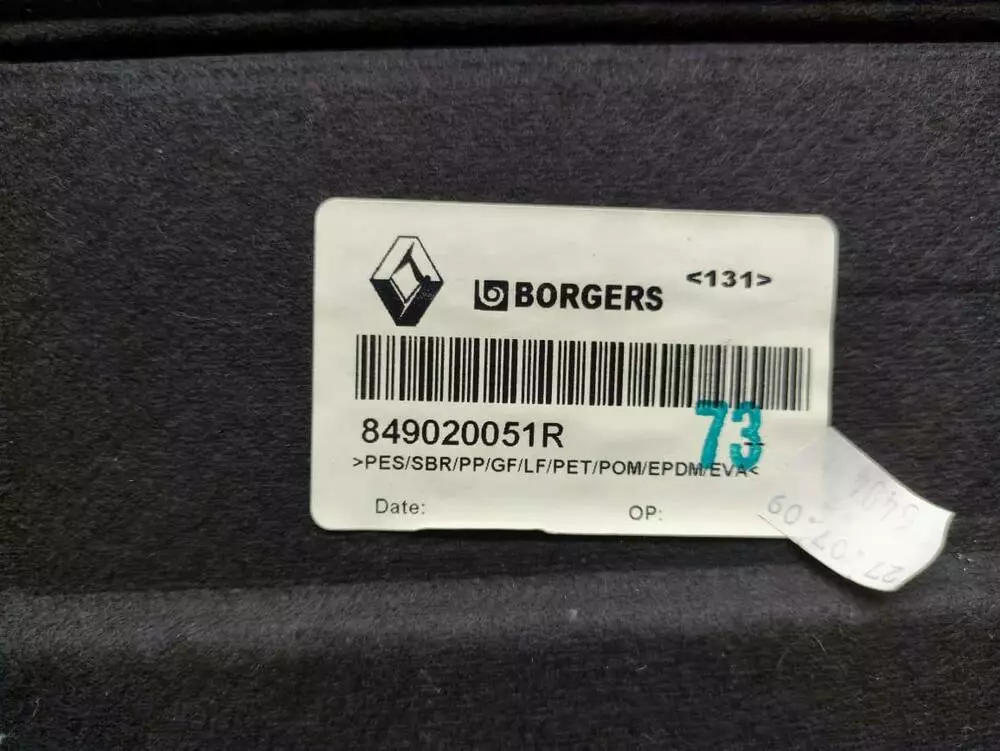 BORGERS <131>
849020051R
73
>PES/SBR/PP/GF/LF/PET/POM/EPDM/EVA<
Date: OP:
27.07.09